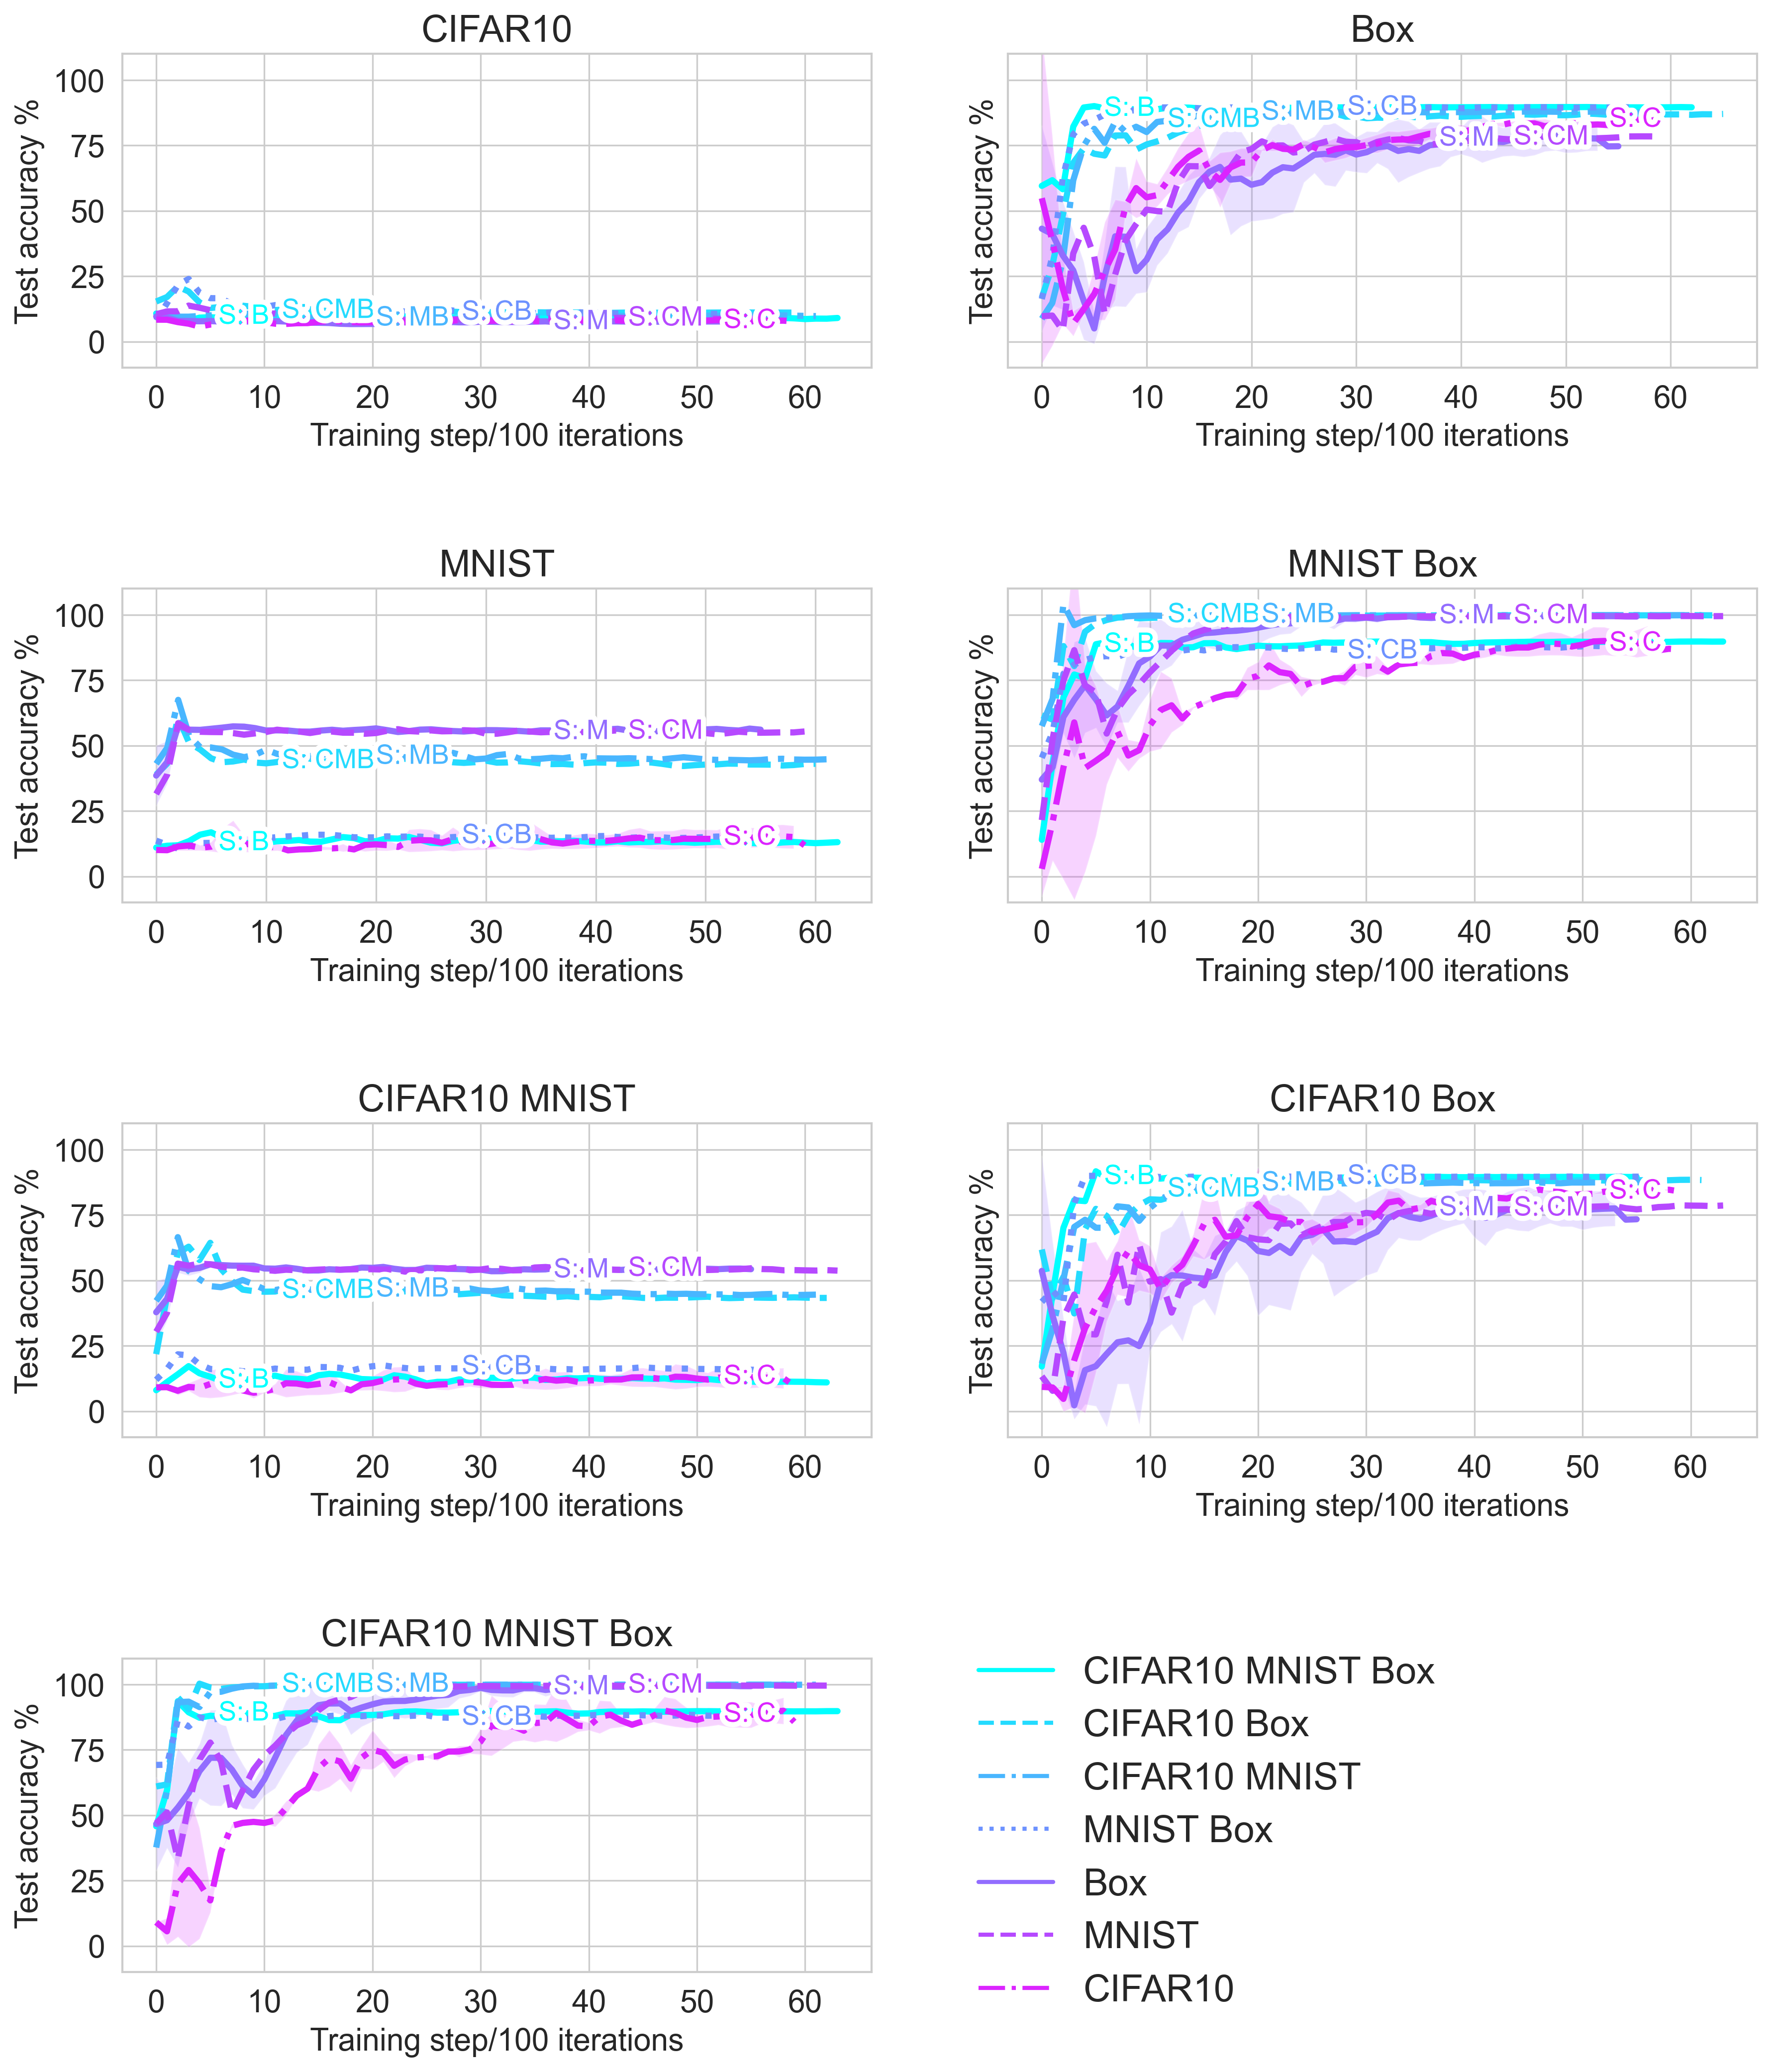 CIFAR10
Test accuracy %
100
75
50
25
0
S: B
S: CMB
S: MB
S: CB
S: M
S: CM
S: C
0 10 20 30 40 50 60
Training step/100 iterations
Box
Test accuracy %
S: B
S: CMB
S: MB
S: CB
S: M
S: CM
S: C
0 10 20 30 40 50 60
Training step/100 iterations
MNIST
Test accuracy %
100
75
50
25
0
S: CMB
S: MB
S: M
S: CM
S: B
S: CB
S: C
0 10 20 30 40 50 60
Training step/100 iterations
MNIST Box
Test accuracy %
S: CMB
S: MB
S: M
S: CM
S: B
S: CB
S: C
0 10 20 30 40 50 60
Training step/100 iterations
CIFAR10 MNIST
Test accuracy %
100
75
50
25
0
S: CMB
S: MB
S: M
S: CM
S: B
S: CB
S: C
0 10 20 30 40 50 60
Training step/100 iterations
CIFAR10 Box
Test accuracy %
S: B
S: CMB
S: MB
S: CB
S: M
S: CM
S: C
0 10 20 30 40 50 60
Training step/100 iterations
CIFAR10 MNIST Box
Test accuracy %
100
75
50
25
0
S: CMB
S: MB
S: M
S: CM
S: B
S: CB
S: C
0 10 20 30 40 50 60
Training step/100 iterations
CIFAR10 MNIST Box
CIFAR10 Box
CIFAR10 MNIST
MNIST Box
Box
MNIST
CIFAR10